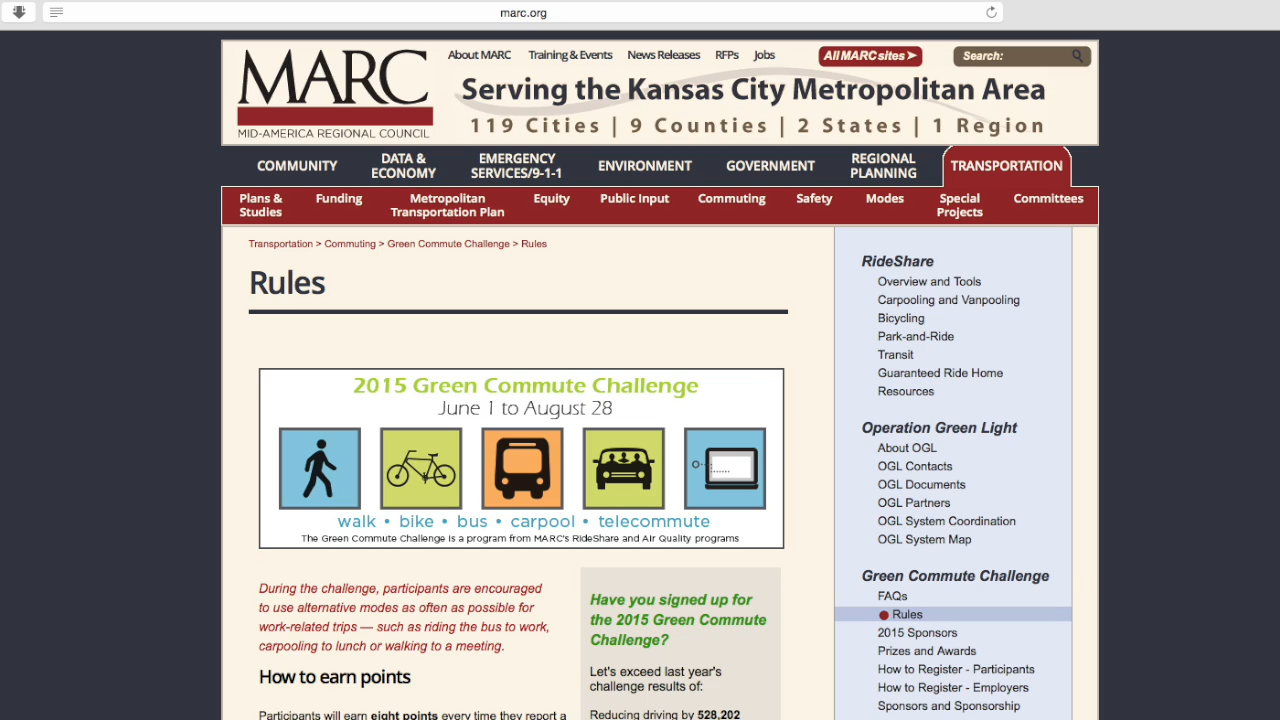 marc.org
MARC
MID-AMERICA REGIONAL COUNCIL
About MARC Training & Events News Releases RFPs Jobs
All MARC sites ➤
Search:
Serving the Kansas City Metropolitan Area
119 Cities | 9 Counties | 2 States | 1 Region
COMMUNITY
DATA &
ECONOMY
EMERGENCY
SERVICES/9-1-1
ENVIRONMENT
GOVERNMENT
REGIONAL
PLANNING
TRANSPORTATION
Plans &
Studies
Funding
Metropolitan
Transportation Plan
Equity
Public Input
Commuting
Safety
Modes
Special
Projects
Committees
Transportation > Commuting > Green Commute Challenge > Rules
Rules
2015 Green Commute Challenge
June 1 to August 28
walk • bike • bus • carpool • telecommute
The Green Commute Challenge is a program from MARC's RideShare and Air Quality programs
During the challenge, participants are encouraged
to use alternative modes as often as possible for
work-related trips — such as riding the bus to work,
carpooling to lunch or walking to a meeting.
How to earn points
Participants will earn eight points every time they report a
Have you signed up for
the 2015 Green Commute
Challenge?
Let's exceed last year's
challenge results of:
Reducing driving by 528,202
RideShare
Overview and Tools
Carpooling and Vanpooling
Bicycling
Park-and-Ride
Transit
Guaranteed Ride Home
Resources
Operation Green Light
About OGL
OGL Contacts
OGL Documents
OGL Partners
OGL System Coordination
OGL System Map
Green Commute Challenge
FAQs
Rules
2015 Sponsors
Prizes and Awards
How to Register - Participants
How to Register - Employers
Sponsors and Sponsorship